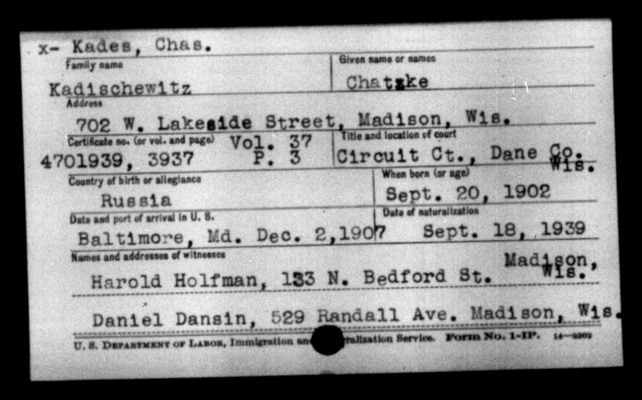 x- Kades, Chas.
Family name Given name or names
Kadischewitz Chatzke
Address
702 W. Lakeside Street, Madison, Wis.
Certificate no. (or vol. and page) Vol. 37 Title and location of court
4701939, 3937 P. 3 Circuit Ct., Dane Co. Wis.
Country of birth or allegiance When born (or age)
Russia Sept. 20, 1902
Date and port of arrival in U. S. Date of naturalization
Baltimore, Md. Dec. 2,1907 Sept. 18, 1939
Names and addresses of witnesses
Harold Holfman, 133 N. Bedford St. Madison, Wis.
Daniel Dansin, 529 Randall Ave. Madison, Wis.
U. S. DEPARTMENT OF LABOR, Immigration an ralization Service. Form No. 1-IP. 14-